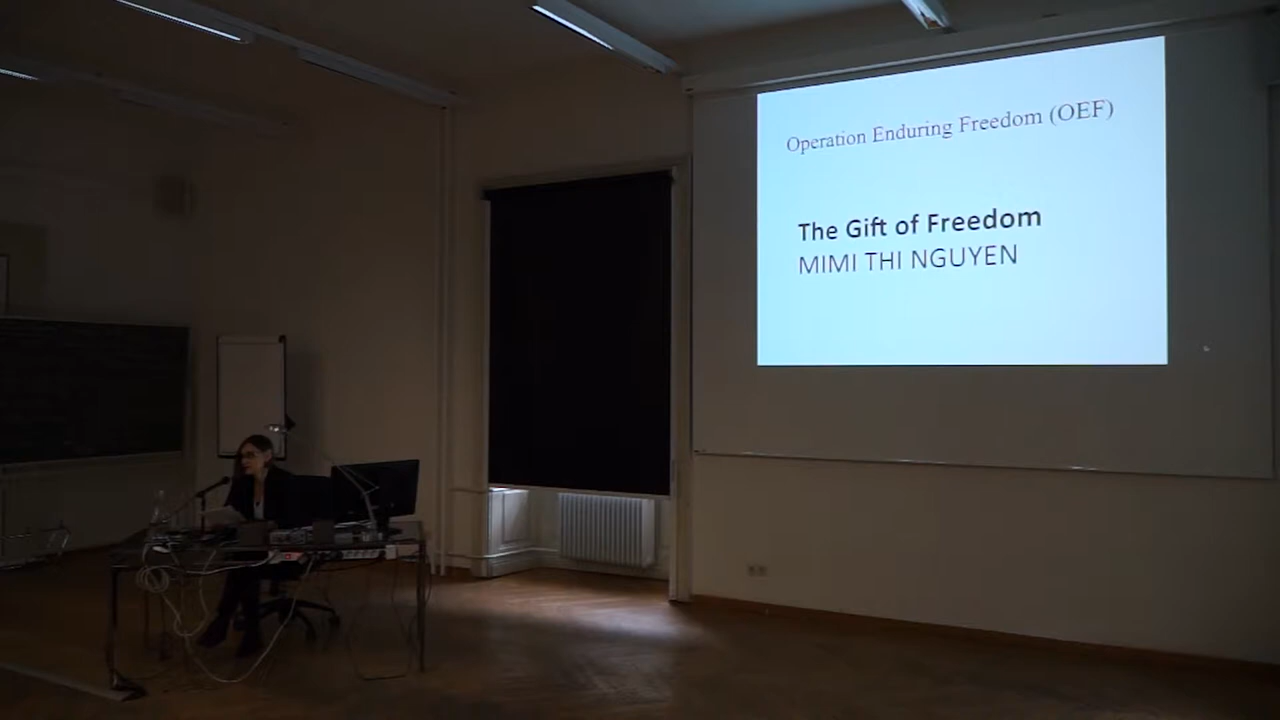 Operation Enduring Freedom (OEF)
The Gift of Freedom
MIMI THI NGUYEN